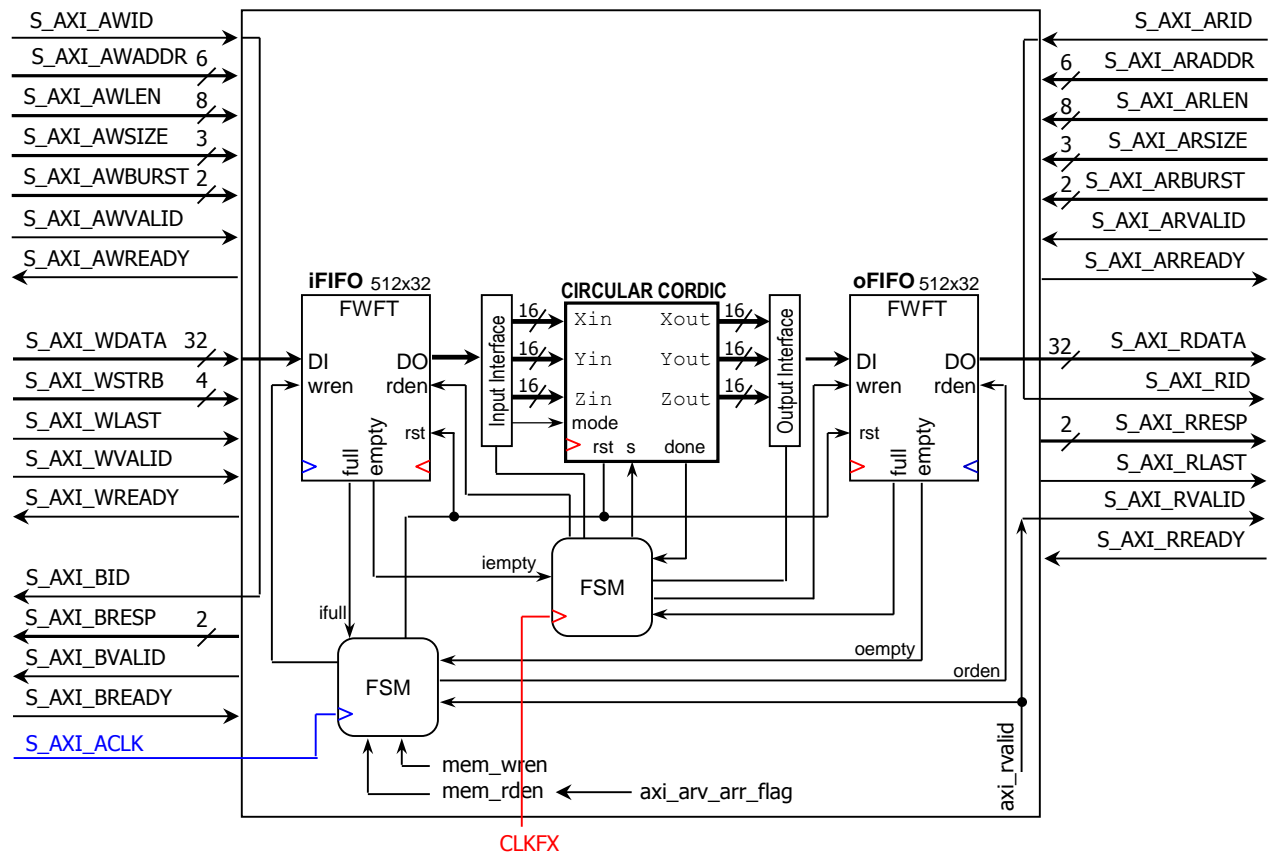 S_AXI_AWID
S_AXI_AWADDR 6
S_AXI_AWLEN 8
S_AXI_AWSIZE 3
S_AXI_AWBURST 2
S_AXI_AWVALID
S_AXI_AWREADY
S_AXI_WDATA 32
S_AXI_WSTRB 4
S_AXI_WLAST
S_AXI_WVALID
S_AXI_WREADY
S_AXI_BID
S_AXI_BRESP 2
S_AXI_BVALID
S_AXI_BREADY
S_AXI_ACLK
iFIFO 512x32
FWFT
DI DO
wren rden
rst
full
empty
Input Interface
CIRCULAR CORDIC
16 Xin Xout 16
16 Yin Yout 16
16 Zin Zout 16
mode
rst s done
Output Interface
oFIFO 512x32
FWFT
DI DO
wren rden
rst
full
empty
iempty
FSM
ifull
oempty
orden
FSM
mem_wren
mem_rden axi_arv_arr_flag
axi_rvalid
CLKFX
S_AXI_ARID
6 S_AXI_ARADDR
8 S_AXI_ARLEN
3 S_AXI_ARSIZE
2 S_AXI_ARBURST
S_AXI_ARVALID
S_AXI_ARREADY
32 S_AXI_RDATA
S_AXI_RID
2 S_AXI_RRESP
S_AXI_RLAST
S_AXI_RVALID
S_AXI_RREADY